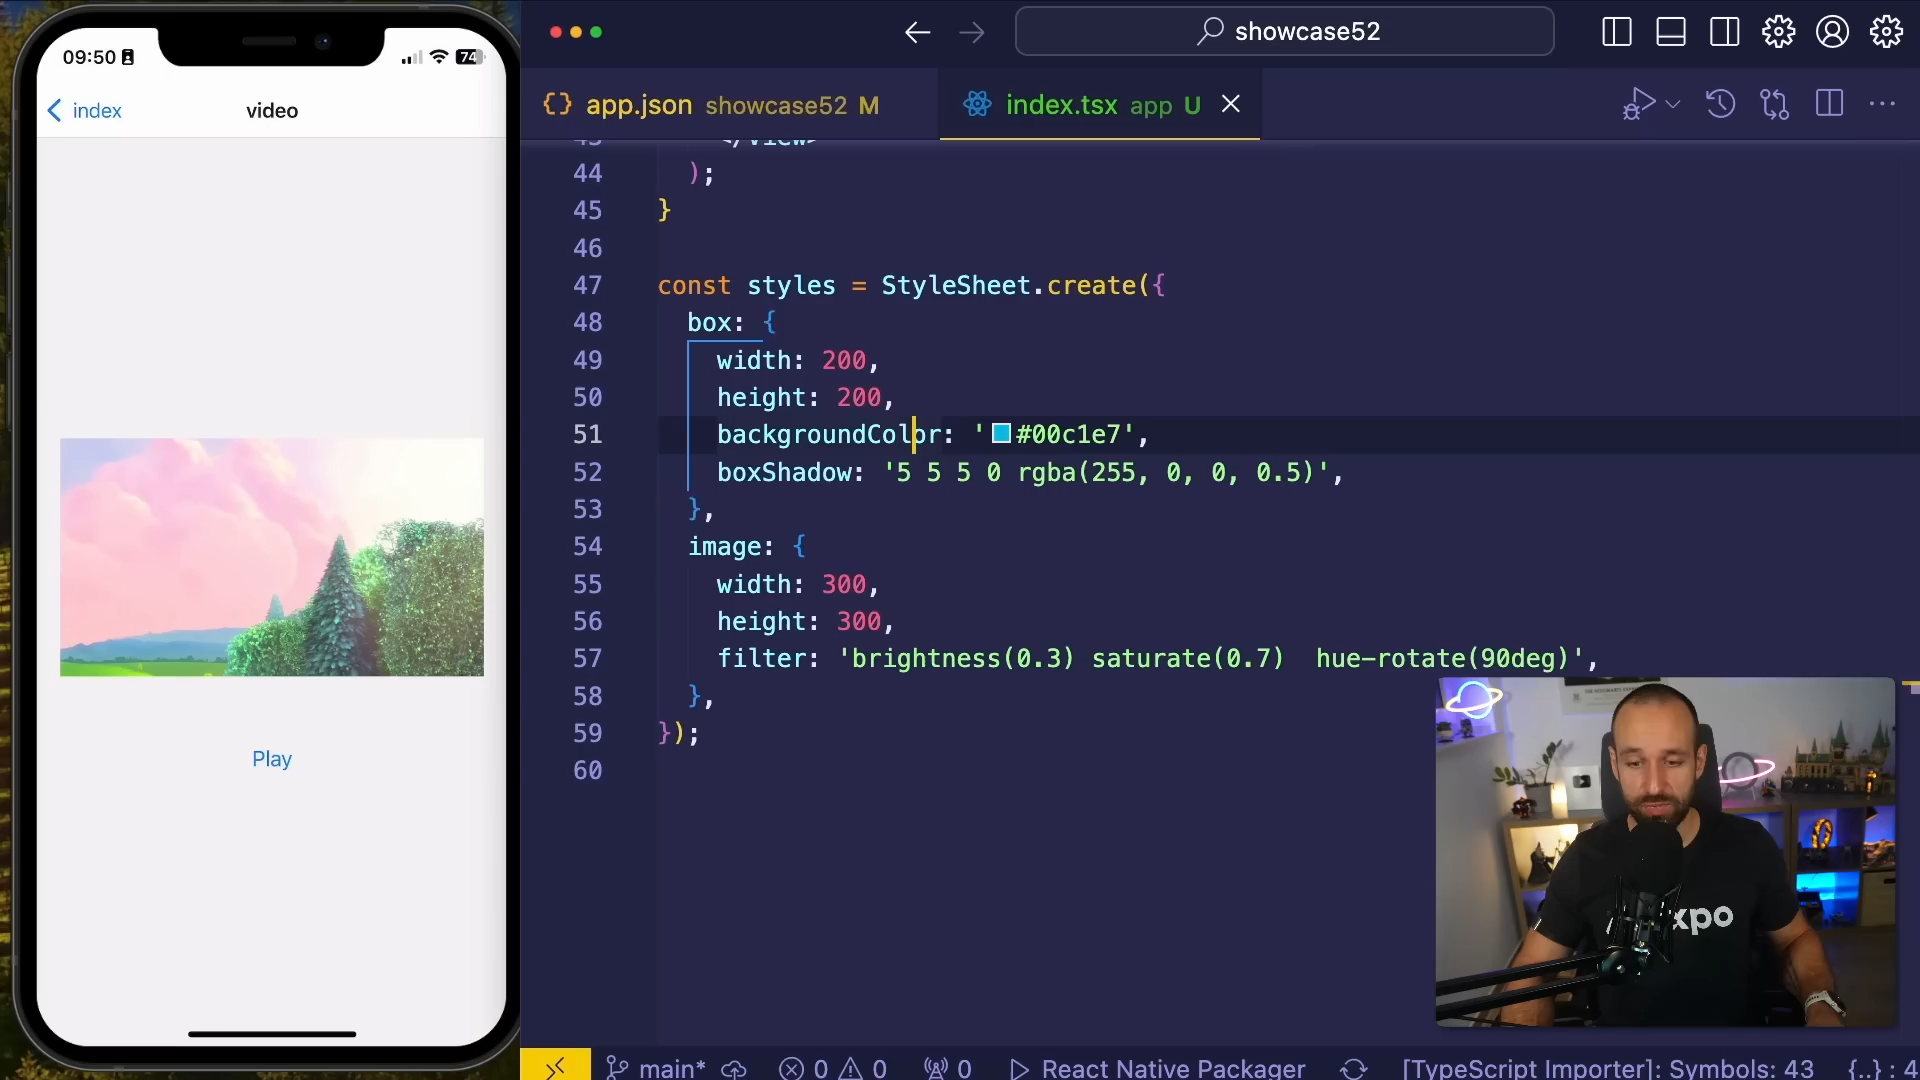 09:50
74
index
video
Play
showcase52
{} app.json showcase52 M
index.tsx app U
43 </View>
44 );
45 }
46
47 const styles = StyleSheet.create({
48 box: {
49 width: 200,
50 height: 200,
51 backgroundColor: '#00c1e7',
52 boxShadow: '5 5 5 0 rgba(255, 0, 0, 0.5)',
53 },
54 image: {
55 width: 300,
56 height: 300,
57 filter: 'brightness(0.3) saturate(0.7)  hue-rotate(90deg)',
58 },
59 });
60
xpo
main* 0 0 0 React Native Packager [TypeScript Importer]: Symbols: 43 {..} : 4